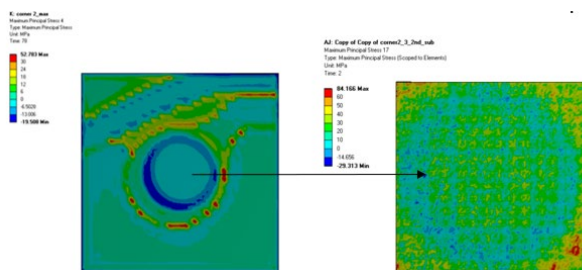 K: corner 2_max
Maximum Principal Stress 4
Type: Maximum Principal Stress
Unit: MPa
Time: 70
52.783 Max
30
24
18
12
6
0
-6.5028
-13.006
-19.508 Min
AJ: Copy of Copy of corner2_3_2nd_sub
Maximum Principal Stress 17
Type: Maximum Principal Stress (Scoped to Elements)
Unit: MPa
Time: 2
84.166 Max
60
50
40
30
20
10
0
-14.656
-29.313 Min